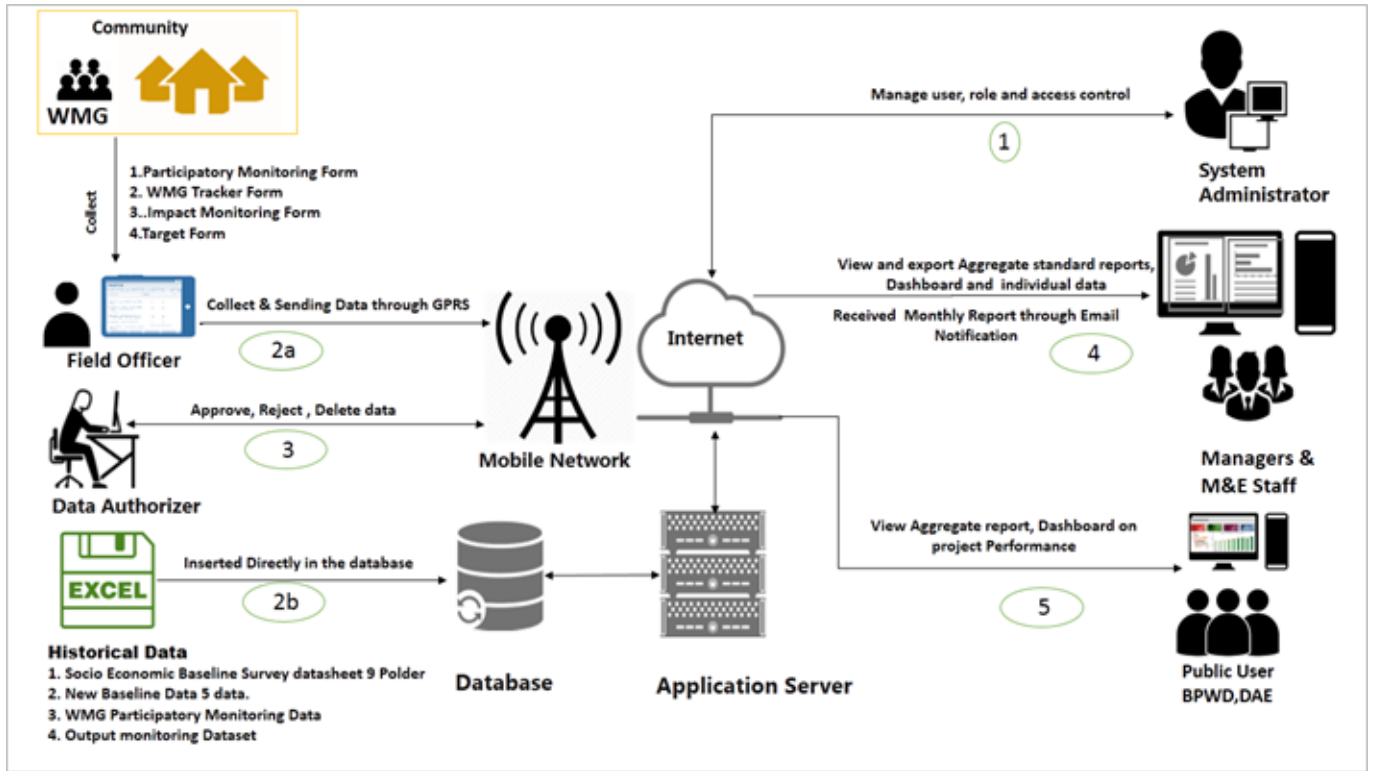 Community
WMG
Collect
1.Participatory Monitoring Form
2. WMG Tracker Form
3..Impact Monitoring Form
4.Target Form
Field Officer
Collect & Sending Data through GPRS
2a
Data Authorizer
Approve, Reject , Delete data
3
Mobile Network
EXCEL
Inserted Directly in the database
2b
Historical Data
1. Socio Economic Baseline Survey datasheet 9 Polder
2. New Baseline Data 5 data.
3. WMG Participatory Monitoring Data
4. Output monitoring Dataset
Database
Application Server
Internet
Manage user, role and access control
1
System
Administrator
View and export Aggregate standard reports,
Dashboard and individual data
Received Monthly Report through Email
Notification
4
Managers &
M&E Staff
View Aggregate report, Dashboard on
project Performance
5
Public User
BPWD,DAE